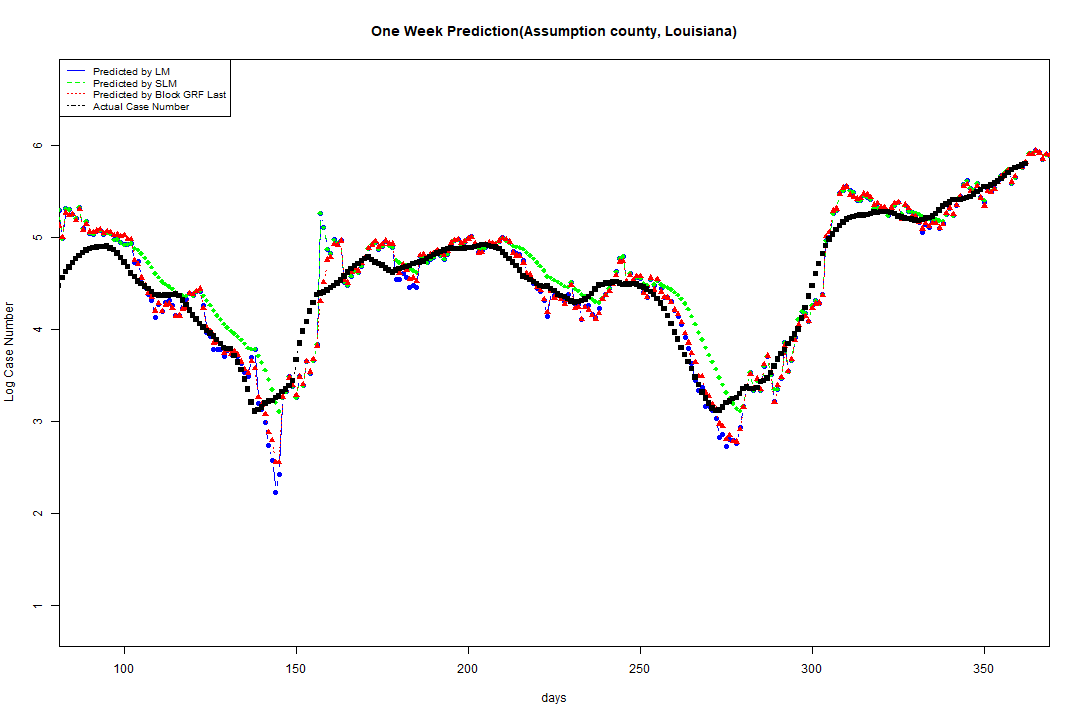 One Week Prediction(Assumption county, Louisiana)
Predicted by LM
Predicted by SLM
Predicted by Block GRF Last
Actual Case Number
Log Case Number
6
5
4
3
2
1
100 150 200 250 300 350
days